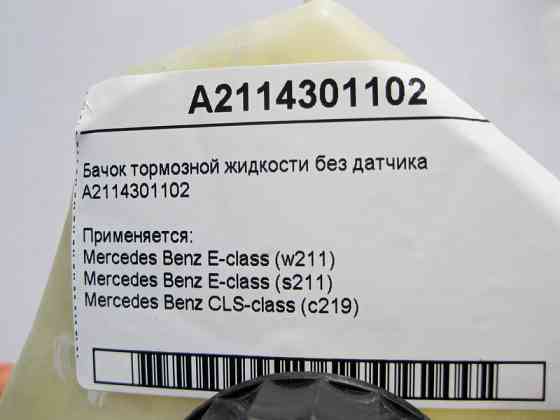 A2114301102
Бачок тормозной жидкости без датчика
A2114301102
Применяется:
Mercedes Benz E-class (w211)
Mercedes Benz E-class (s211)
Mercedes Benz CLS-class (c219)